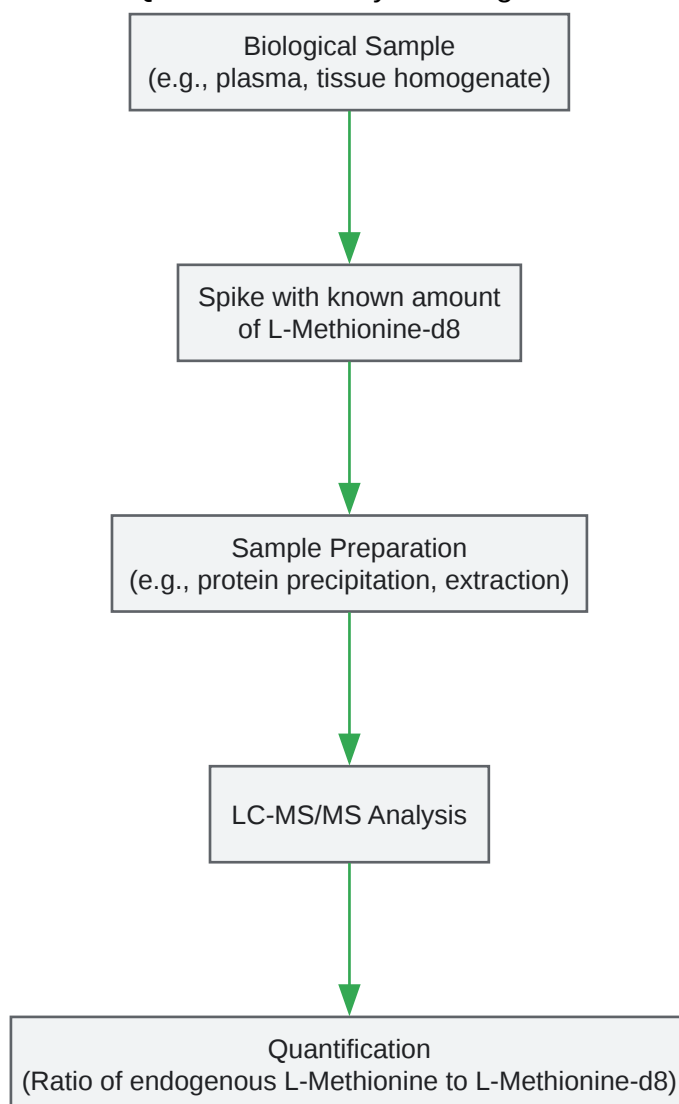 Biological Sample
(e.g., plasma, tissue homogenate)
Spike with known amount
of L-Methionine-d8
Sample Preparation
(e.g., protein precipitation, extraction)
LC-MS/MS Analysis
Quantification
(Ratio of endogenous L-Methionine to L-Methionine-d8)